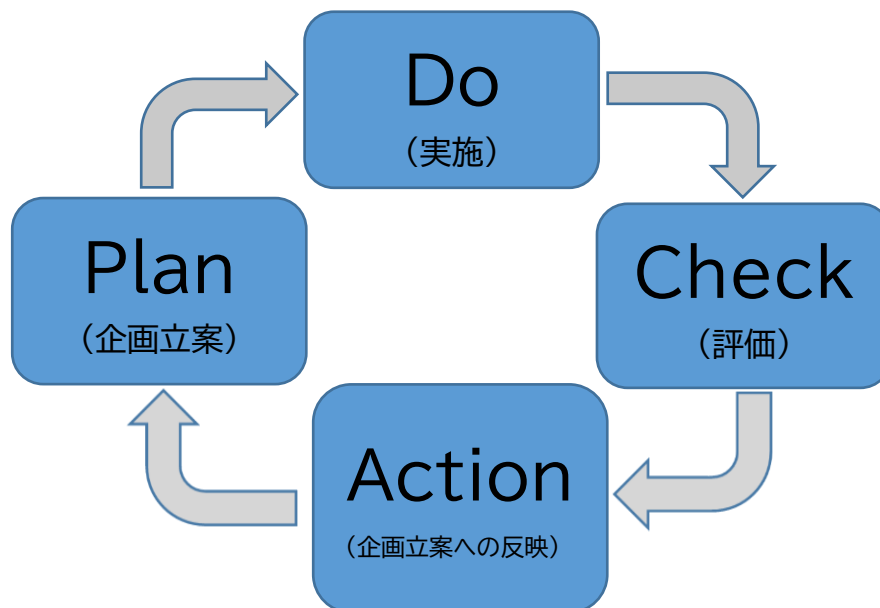 Do
（実施）
Plan
（企画立案）
Check
（評価）
Action
（企画立案への反映）